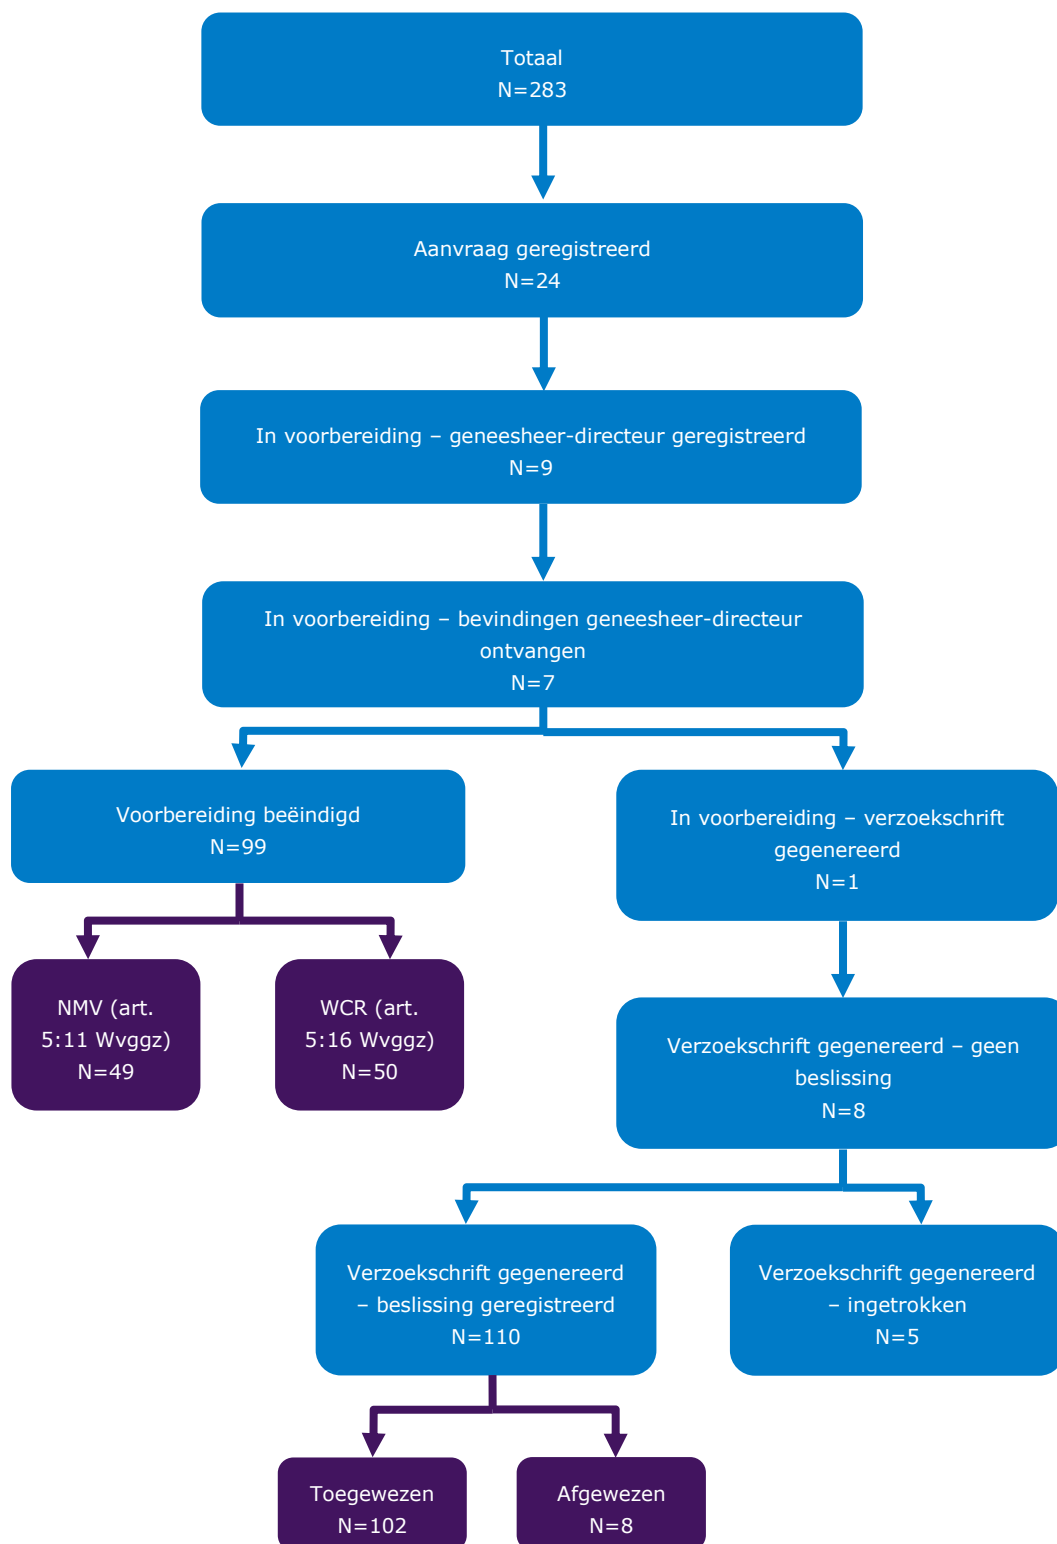 Totaal
N=283
Aanvraag geregistreerd
N=24
In voorbereiding – geneesheer-directeur geregistreerd
N=9
In voorbereiding – bevindingen geneesheer-directeur
ontvangen
N=7
Voorbereiding beëindigd
N=99
In voorbereiding – verzoekschrift
gegenereerd
N=1
NMV (art.
5:11 Wvggz)
N=49
WCR (art.
5:16 Wvggz)
N=50
Verzoekschrift gegenereerd – geen
beslissing
N=8
Verzoekschrift gegenereerd
– beslissing geregistreerd
N=110
Verzoekschrift gegenereerd
– ingetrokken
N=5
Toegewezen
N=102
Afgewezen
N=8